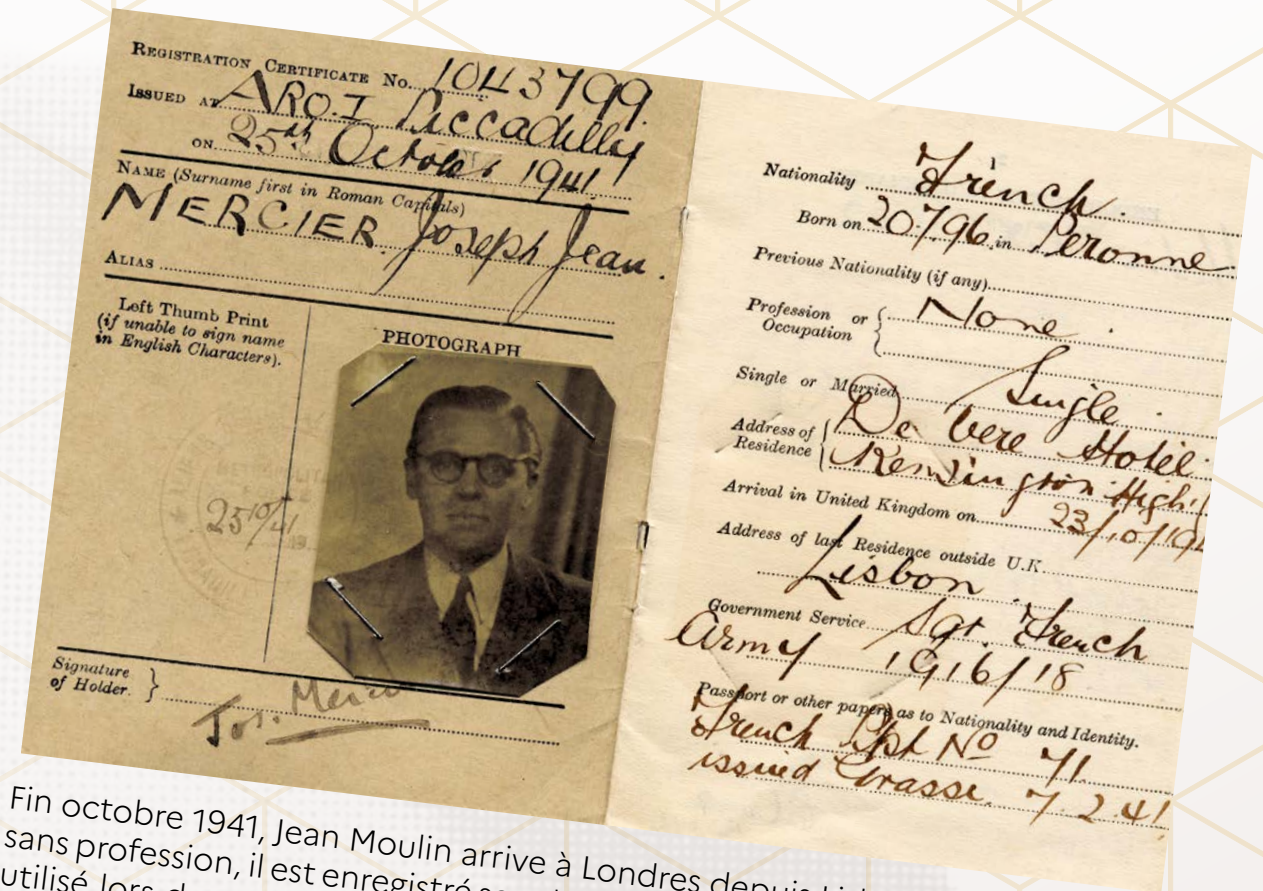 REGISTRATION CERTIFICATE No. 1043799.
ISSUED AT ARO.I Piccadilly
ON 25th October 1941
NAME (Surname first in Roman Capitals)
MERCIER Joseph Jean.
ALIAS
Left Thumb Print
(if unable to sign name
in English Characters).
PHOTOGRAPH
25/10/41
Signature
of Holder.
Jos. Mercier
1
Nationality French.
Born on 20/7/96 in Peronne
Previous Nationality (if any)
Profession or
Occupation
None.
Single or Married Single.
Address of
Residence
De Vere Hotel.
Kensington High
Arrival in United Kingdom on 23/10/194
Address of last Residence outside U.K.
Lisbon.
Government Service Sgt. French
Army 1916/18
Passport or other papers as to Nationality and Identity.
French Ppt No 71
issued Grasse 7.2.41
Fin octobre 1941, Jean Moulin arrive à Londres depuis
sans profession, il est enregistré
utilisé lors